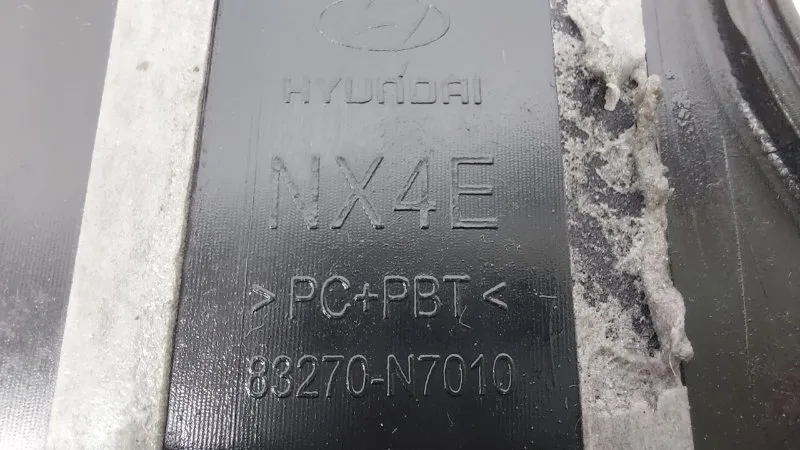 HYUNDAI
NX4E
>PC+PBT<
83270-N7010